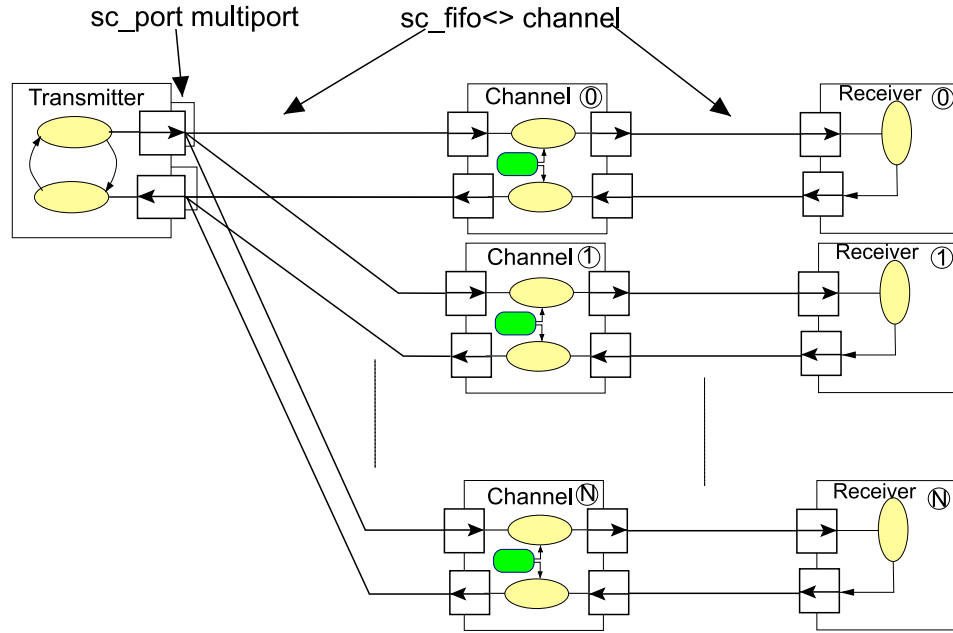 sc_port multiport
sc_fifo<> channel
Transmitter
Channel 0
Receiver 0
Channel 1
Receiver 1
Channel N
Receiver N